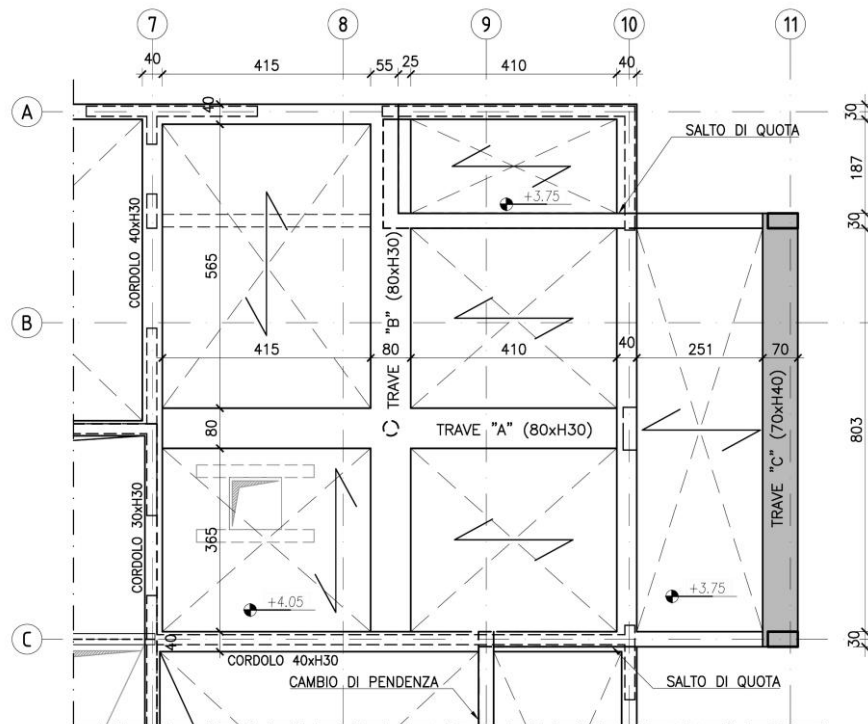 7 8 9 10 11
40 415 55 25 410 40
A
40
30
SALTO DI QUOTA
187
+3.75
30
CORDOLO 40xH30
565
TRAVE "B" (80xH30)
B
415 80 410 40 251 70
80
TRAVE "A" (80xH30)
TRAVE "C" (70xH40)
803
CORDOLO 30xH30
365
+4.05
+3.75
C
40
30
CORDOLO 40xH30
CAMBIO DI PENDENZA
SALTO DI QUOTA